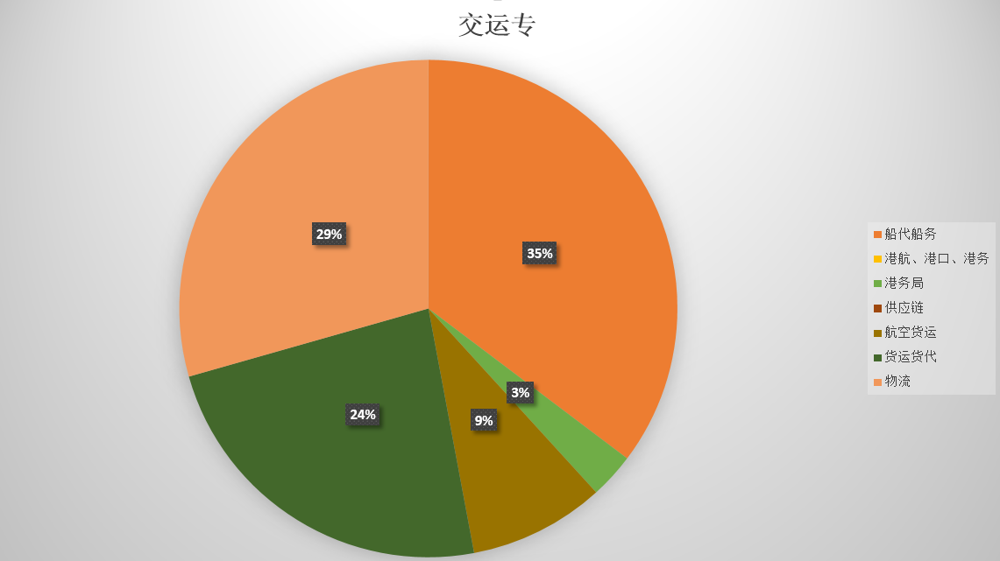 交运专
29%
35%
3%
24%
9%
船代船务
港航、港口、港务
港务局
供应链
航空货运
货运货代
物流